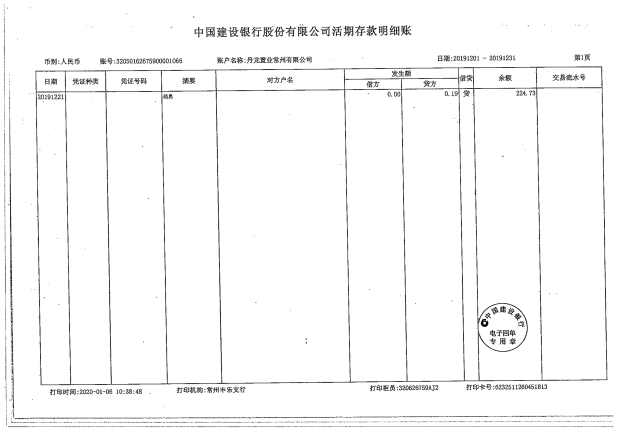 中国建设银行股份有限公司活期存款明细账
币别:人民币 账号:32050162675900001066 账户名称:丹龙置业常州有限公司 日期:20191201 - 20191231 第1页
日期 凭证种类 凭证号码 摘要 对方户名 发生额 借贷 余额 交易流水号
借方 贷方
20191221 结息 0.00 0.19 贷 224.73
中国建设银行
电子回单
专用章
打印时间:2020-01-06 10:38:48 打印机构:常州丰乐支行 打印柜员:320626759AJ2 打印卡号:6232511260451813